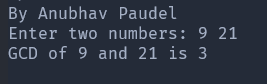 By Anubhav Paudel
Enter two numbers: 9 21
GCD of 9 and 21 is 3